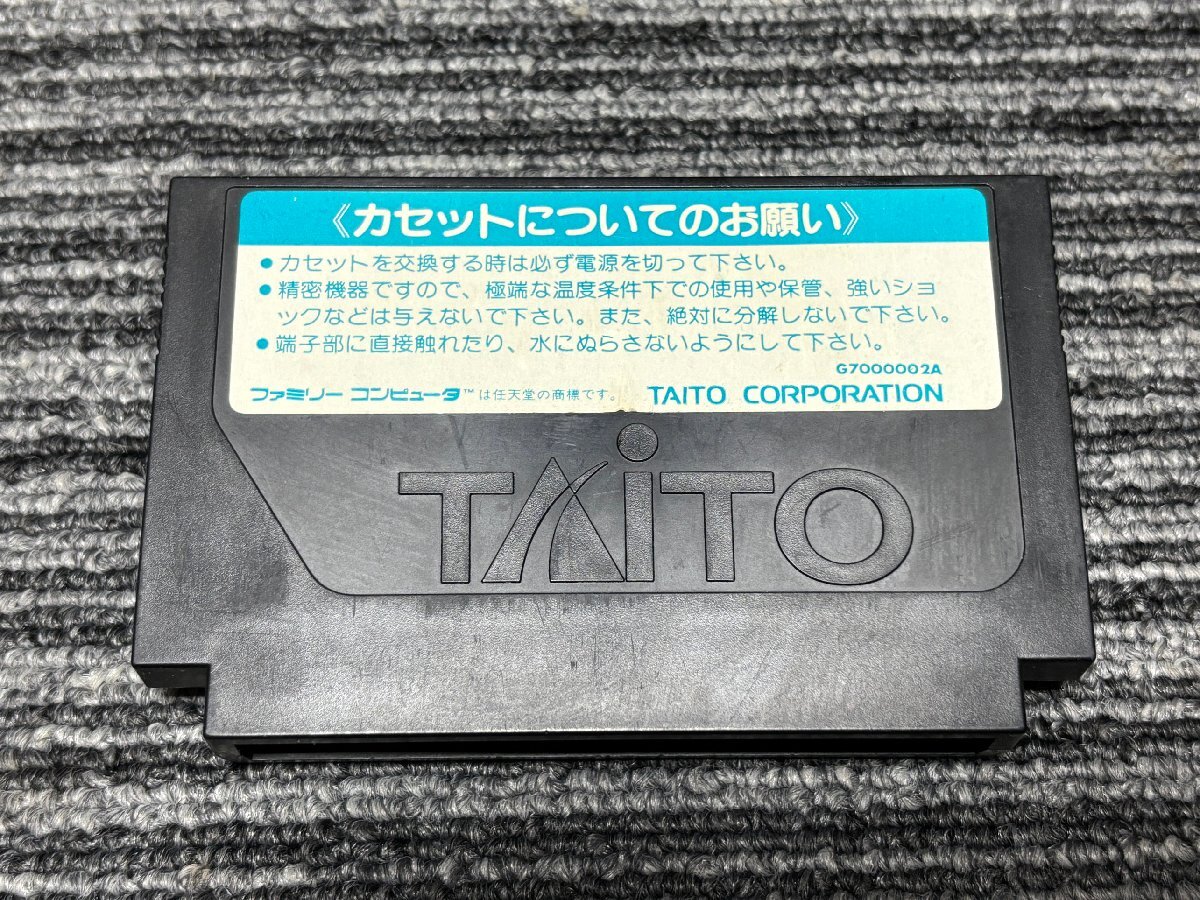 《カセットについてのお願い》
● カセットを交換する時は必ず電源を切って下さい。
● 精密機器ですので、極端な温度条件下での使用や保管、強いショ
ックなどは与えないで下さい。また、絶対に分解しないで下さい。
● 端子部に直接触れたり、水にぬらさないようにして下さい。
G7000002A
ファミリー コンピュータ™は任天堂の商標です。 TAITO CORPORATION
TAiTO